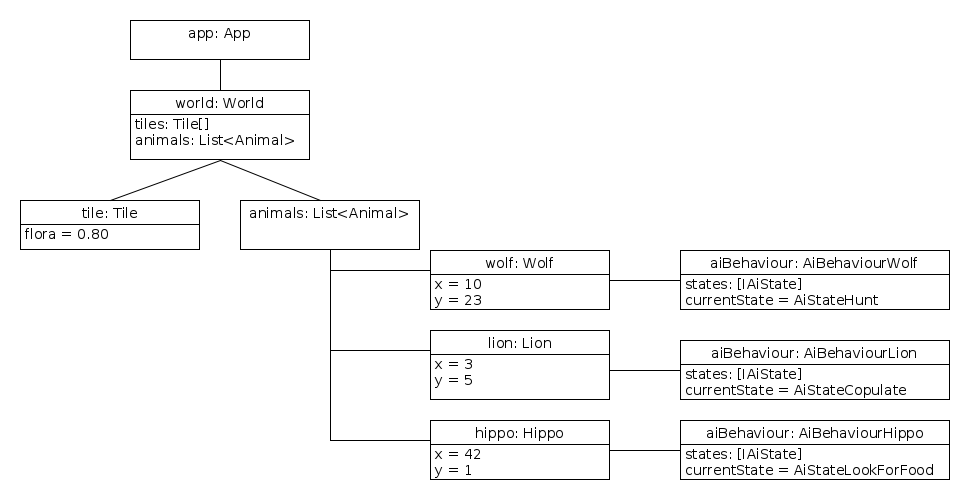 app: App
world: World
tiles: Tile[]
animals: List<Animal>
tile: Tile
flora = 0.80
animals: List<Animal>
wolf: Wolf
x = 10
y = 23
aiBehaviour: AiBehaviourWolf
states: [IAiState]
currentState = AiStateHunt
lion: Lion
x = 3
y = 5
aiBehaviour: AiBehaviourLion
states: [IAiState]
currentState = AiStateCopulate
hippo: Hippo
x = 42
y = 1
aiBehaviour: AiBehaviourHippo
states: [IAiState]
currentState = AiStateLookForFood